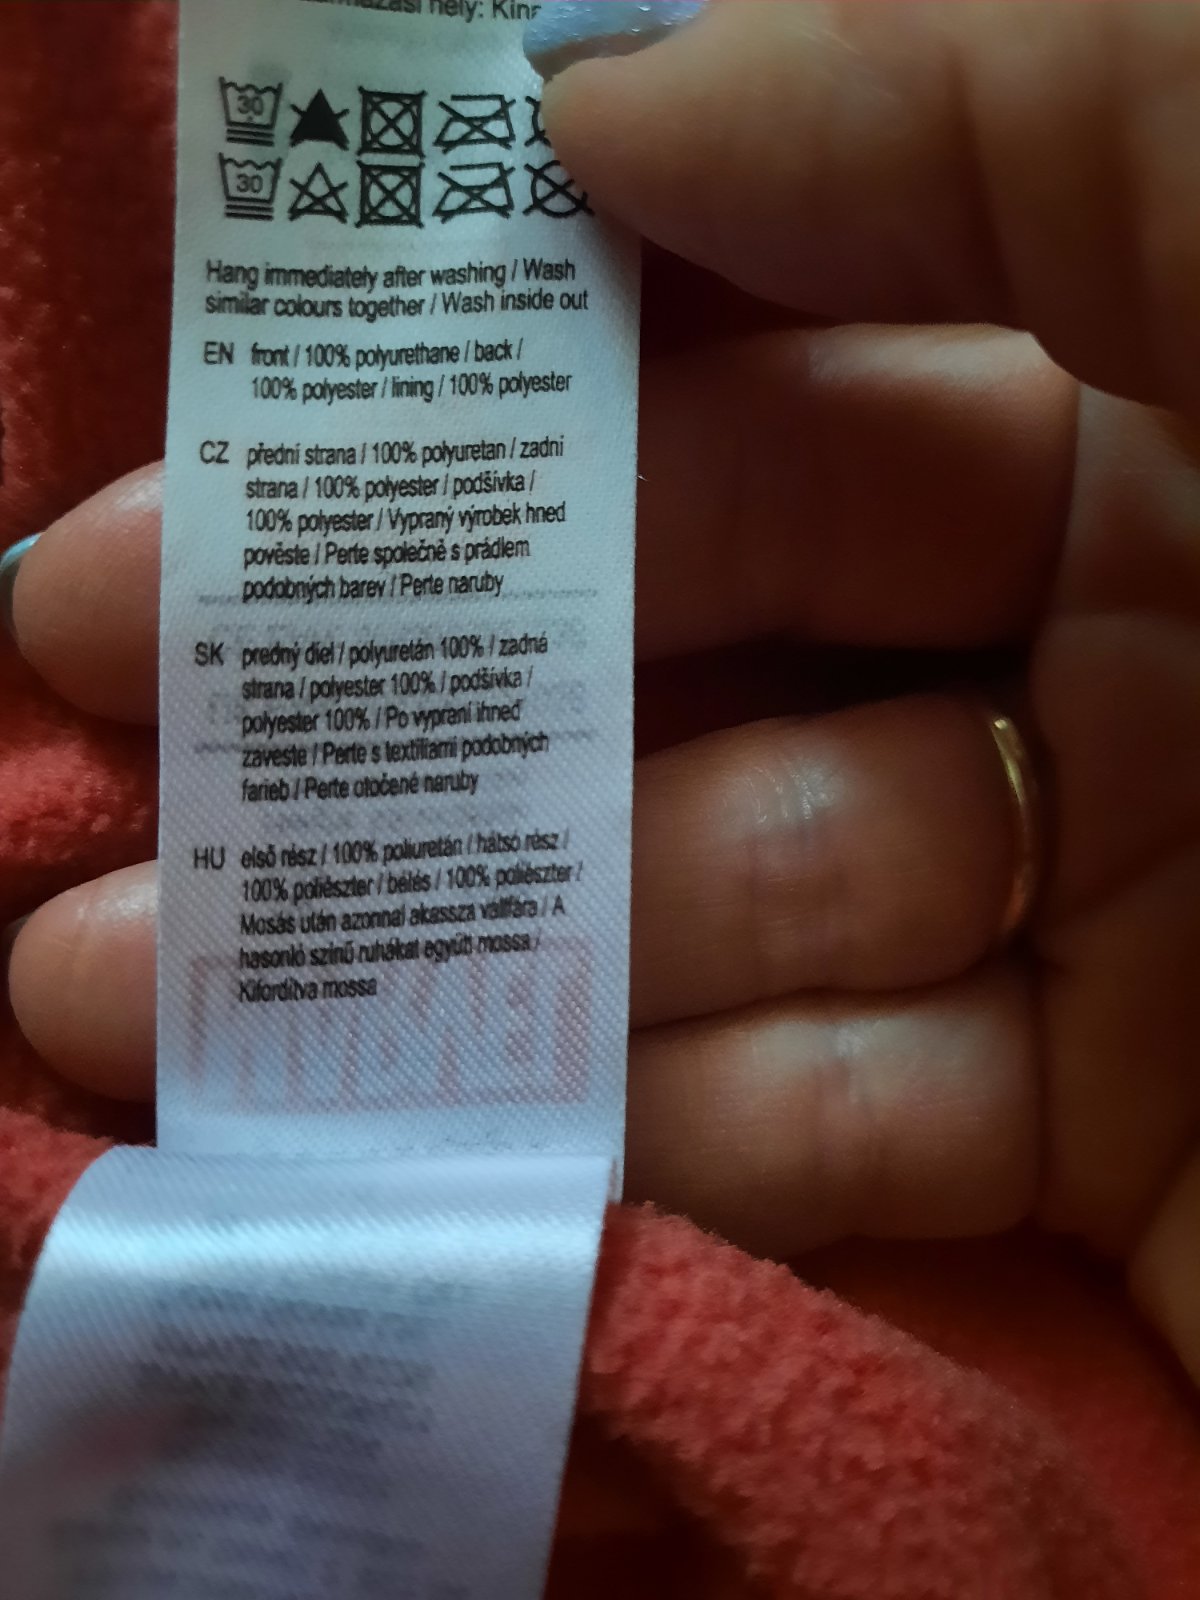 hely: Kín
30
30
Hang immediately after washing / Wash
similar colours together / Wash inside out
EN front / 100% polyurethane / back /
100% polyester / lining / 100% polyester
CZ přední strana / 100% polyuretan / zadní
strana / 100% polyester / podšívka /
100% polyester / Vypraný výrobek hned
pověste / Perte společně s prádlem
podobných barev / Perte naruby
SK predný diel / polyuretán 100% / zadná
strana / polyester 100% / podšívka /
polyester 100% / Po vypraní ihneď
zaveste / Perte s textíliami podobných
farieb / Perte otočené naruby
HU első rész / 100% poliuretán / hátsó rész /
100% poliészter / bélés / 100% poliészter /
Mosás után azonnal akassza vállfára / A
hasonló színű ruhákat együtt mossa /
Kifordítva mossa